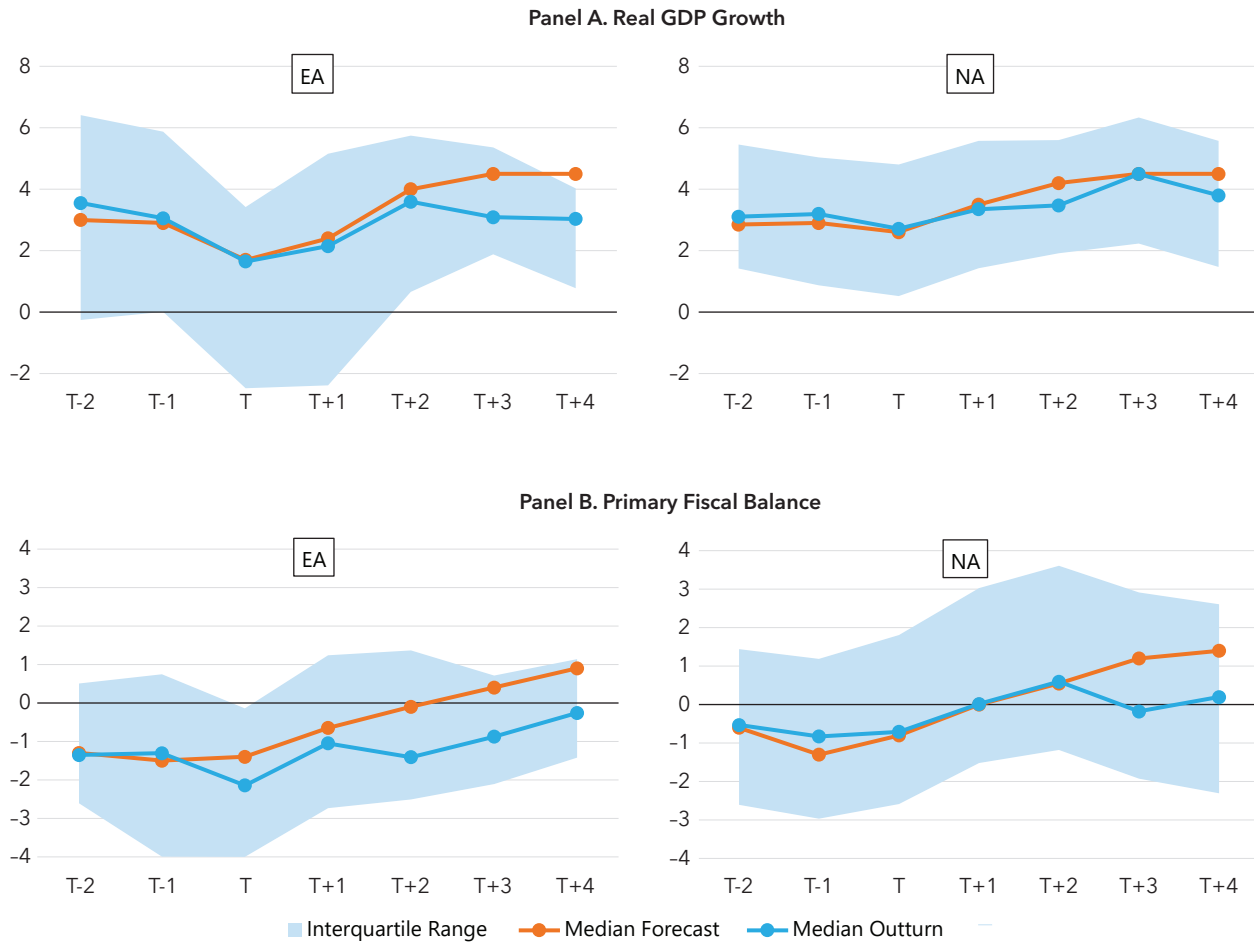 Panel A. Real GDP Growth
EA
NA
8
6
4
2
0
–2
T-2 T-1 T T+1 T+2 T+3 T+4
8
6
4
2
0
–2
T-2 T-1 T T+1 T+2 T+3 T+4
Panel B. Primary Fiscal Balance
EA
NA
4
3
2
1
0
–1
–2
–3
–4
T-2 T-1 T T+1 T+2 T+3 T+4
4
3
2
1
0
–1
–2
–3
–4
T-2 T-1 T T+1 T+2 T+3 T+4
Interquartile Range Median Forecast Median Outturn